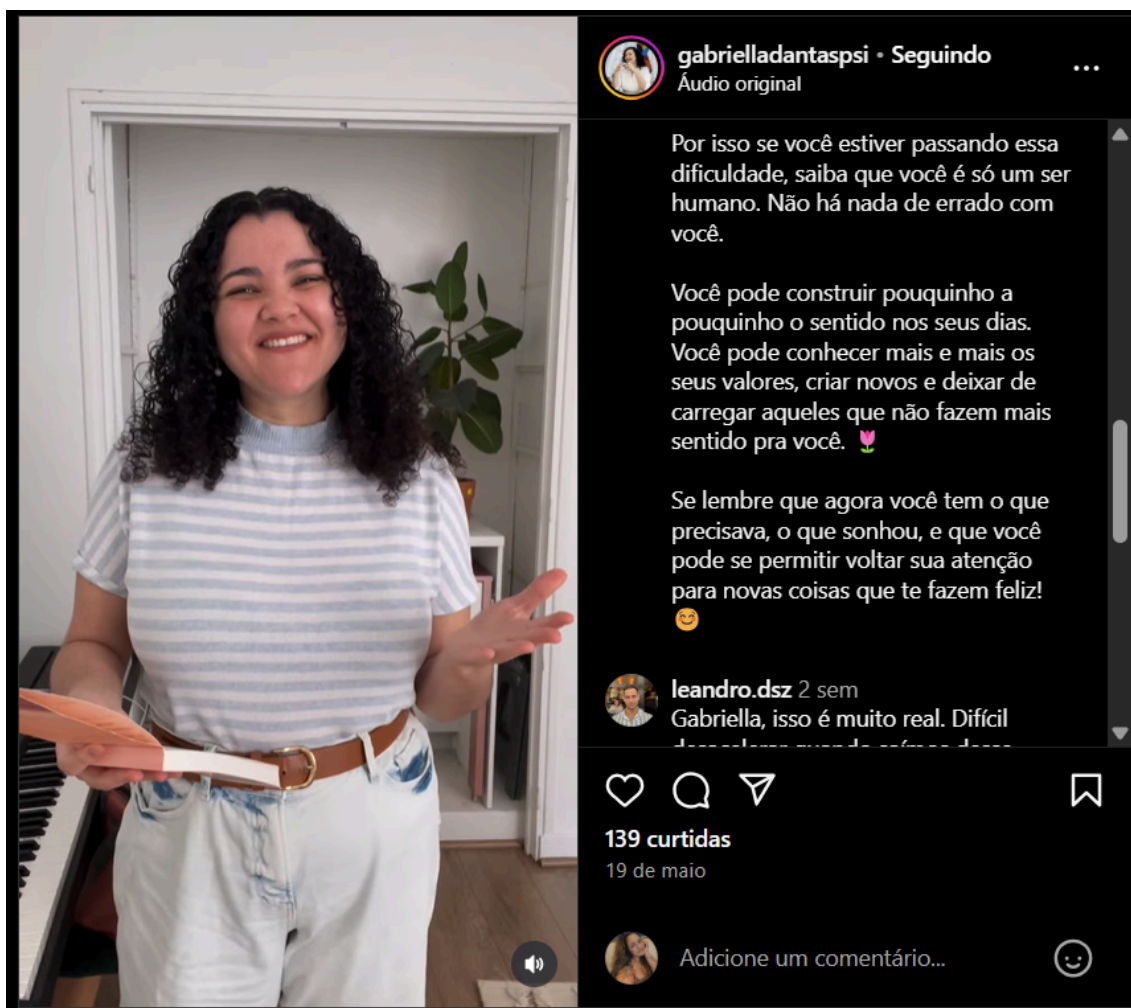 gabrielladantaspsi • Seguindo
Áudio original
Por isso se você estiver passando essa
dificuldade, saiba que você é só um ser
humano. Não há nada de errado com
você.
Você pode construir pouquinho a
pouquinho o sentido nos seus dias.
Você pode conhecer mais e mais os
seus valores, criar novos e deixar de
carregar aqueles que não fazem mais
sentido pra você. 🌷
Se lembre que agora você tem o que
precisava, o que sonhou, e que você
pode se permitir voltar sua atenção
para novas coisas que te fazem feliz!
😊
leandro.dsz 2 sem
Gabriella, isso é muito real. Difícil
139 curtidas
19 de maio
Adicione um comentário...